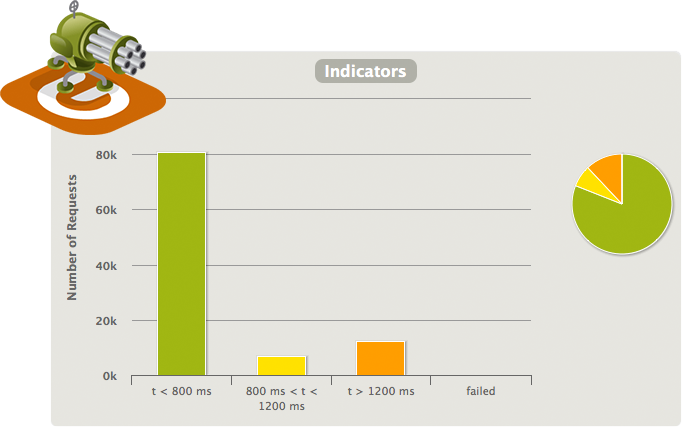 Indicators
Number of Requests
80k
60k
40k
20k
0k
t < 800 ms
800 ms < t <
1200 ms
t > 1200 ms
failed